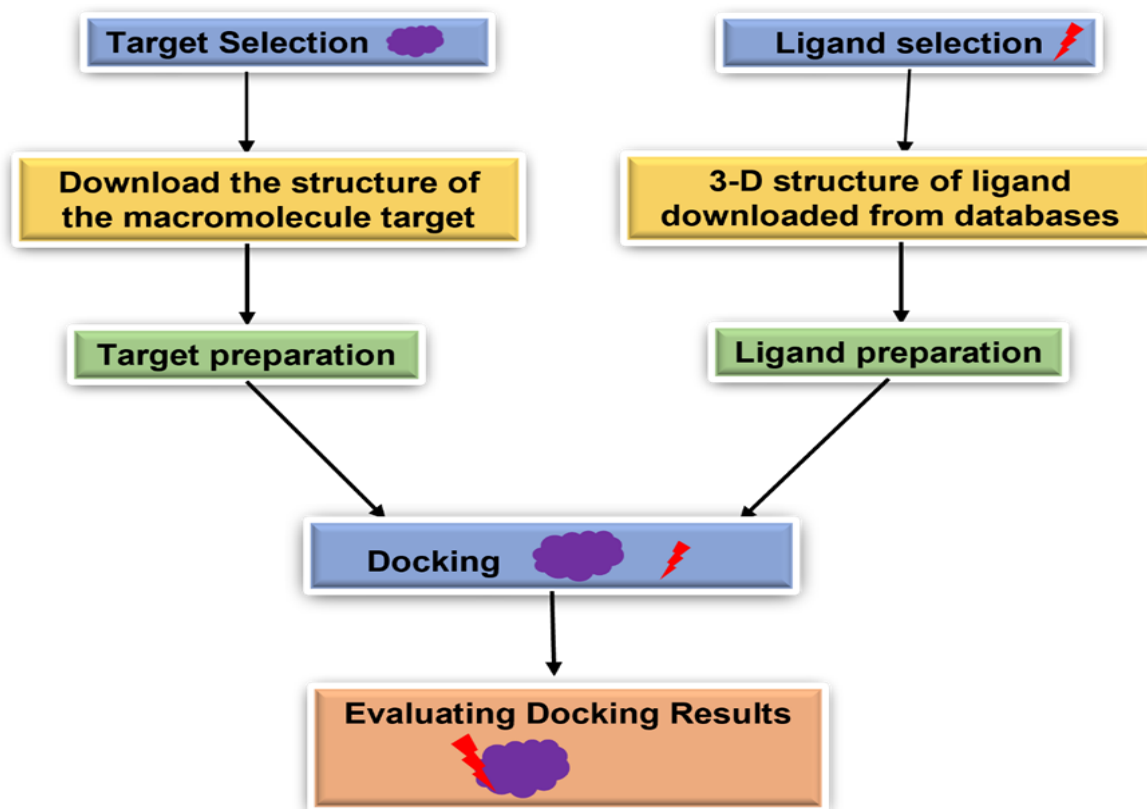 Target Selection
Ligand selection
Download the structure of
the macromolecule target
3-D structure of ligand
downloaded from databases
Target preparation
Ligand preparation
Docking
Evaluating Docking Results